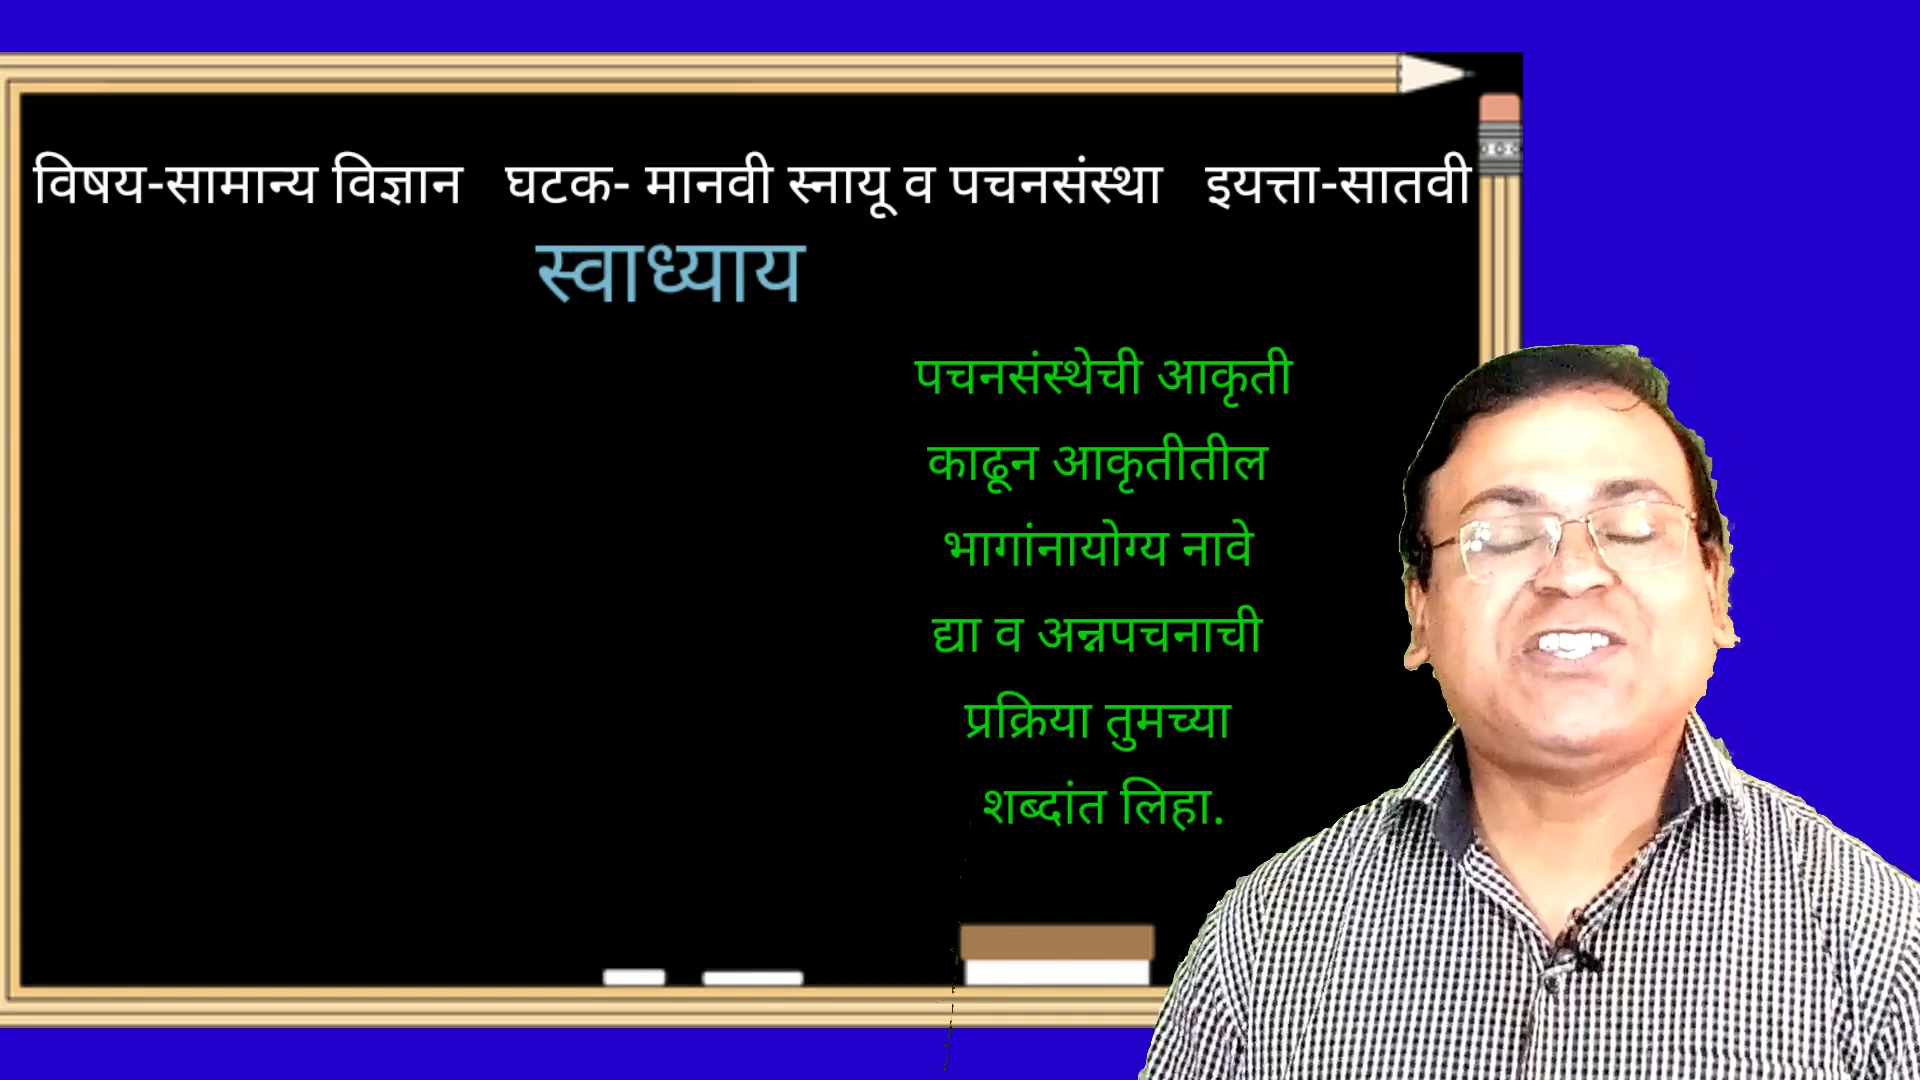 विषय-सामान्य विज्ञान घटक- मानवी स्नायू व पचनसंस्था इयत्ता-सातवी
स्वाध्याय
पचनसंस्थेची आकृती
काढून आकृतीतील
भागांनायोग्य नावे
द्या व अन्नपचनाची
प्रक्रिया तुमच्या
शब्दांत लिहा.